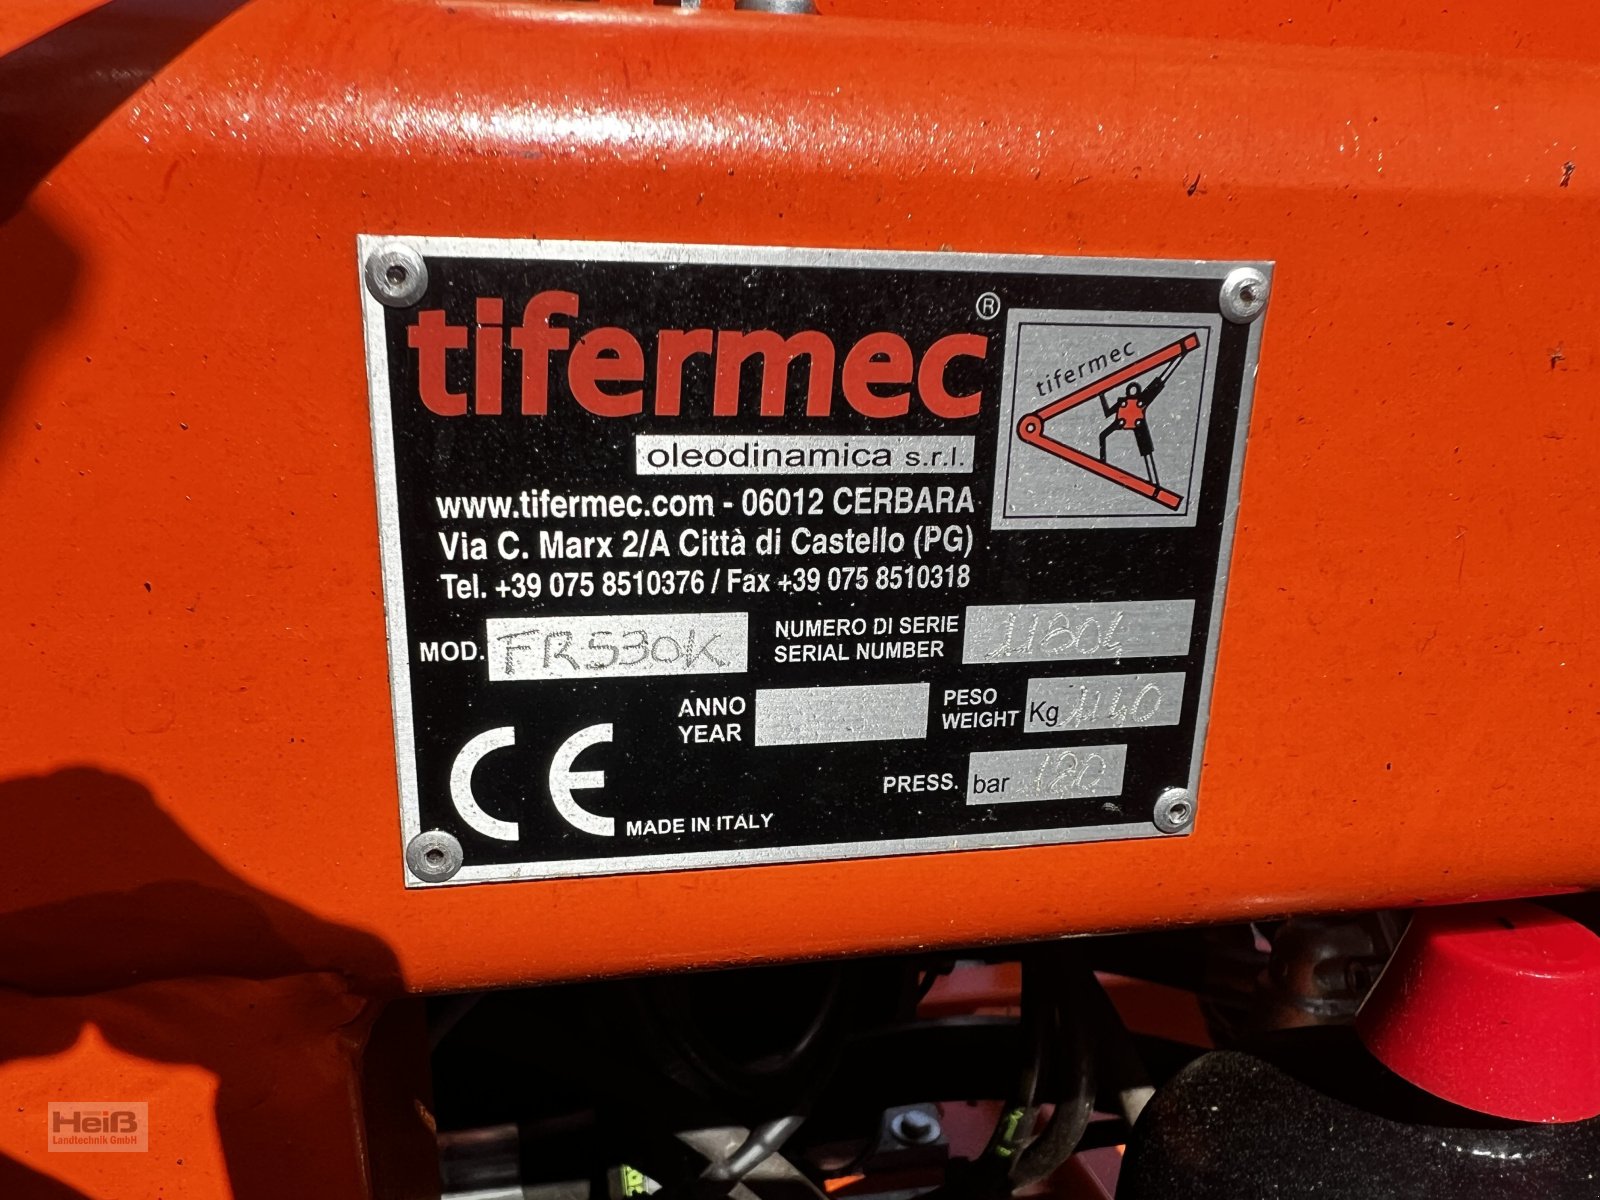 tifermec®
tifermec
oleodinamica s.r.l.
www.tifermec.com - 06012 CERBARA
Via C. Marx 2/A Città di Castello (PG)
Tel. +39 075 8510376 / Fax +39 075 8510318
MOD. FR530K
NUMERO DI SERIE
SERIAL NUMBER
ANNO
YEAR
PESO
WEIGHT Kg 1140
PRESS. bar 180
CE
MADE IN ITALY
Heiß
Landtechnik GmbH